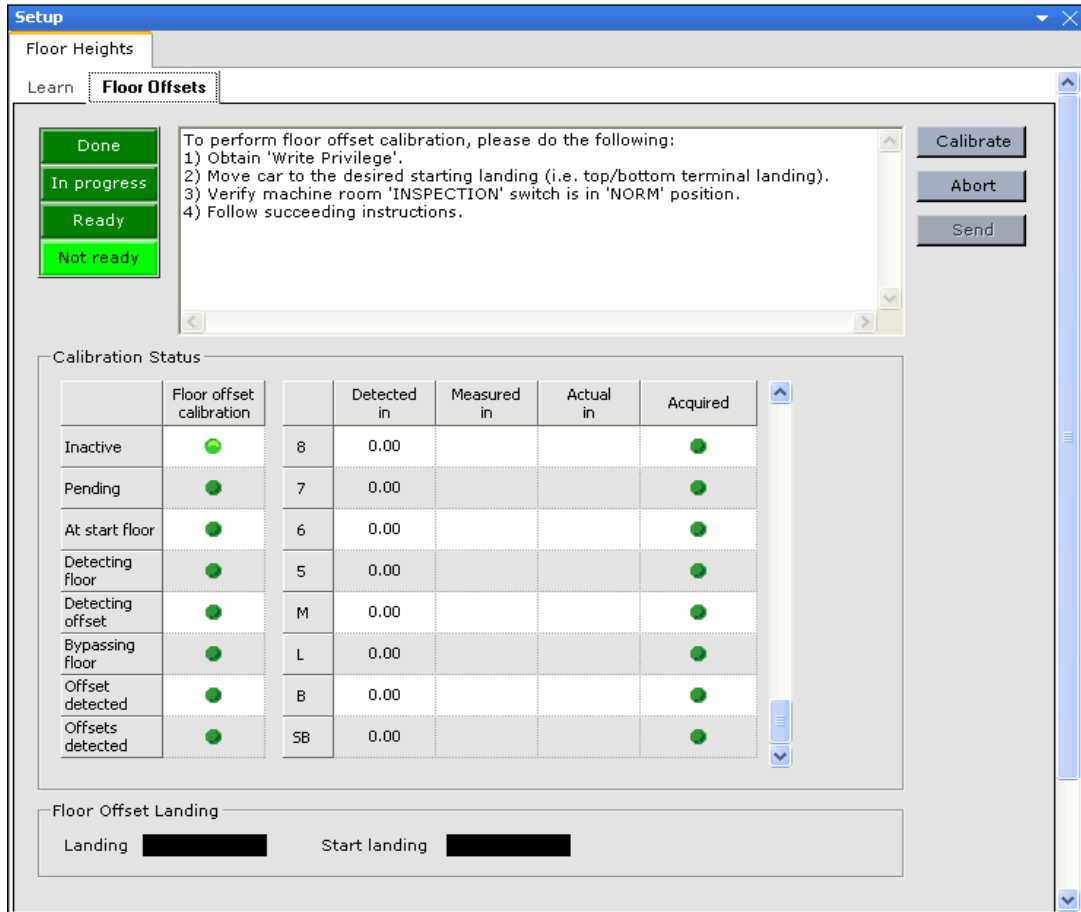 Setup
Floor Heights
Learn Floor Offsets
Done
In progress
Ready
Not ready
To perform floor offset calibration, please do the following:
1) Obtain 'Write Privilege'.
2) Move car to the desired starting landing (i.e. top/bottom terminal landing).
3) Verify machine room 'INSPECTION' switch is in 'NORM' position.
4) Follow succeeding instructions.
Calibrate
Abort
Send
Calibration Status
Floor offset
calibration
Inactive
Pending
At start floor
Detecting
floor
Detecting
offset
Bypassing
floor
Offset
detected
Offsets
detected
Detected
in
Measured
in
Actual
in
Acquired
8 0.00
7 0.00
6 0.00
5 0.00
M 0.00
L 0.00
B 0.00
SB 0.00
Floor Offset Landing
Landing Start landing